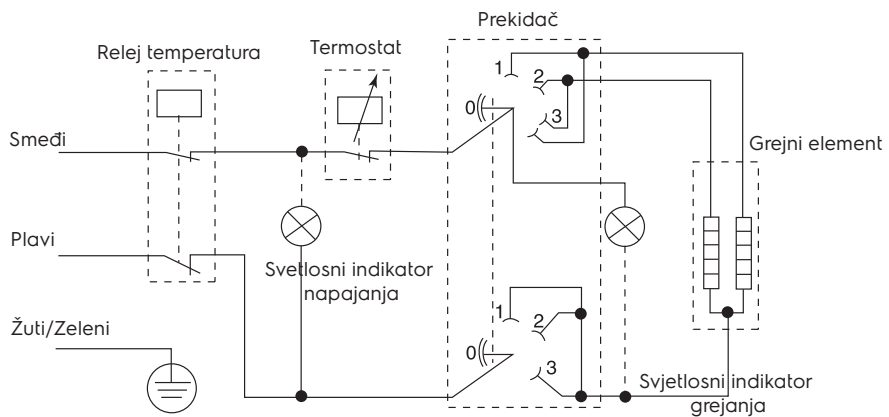 Prekidač
Relej temperatura
Termostat
1
2
0
3
Smeđi
Grejni element
Plavi
Svetlosni indikator
napajanja
1
2
0
3
Žuti/Zeleni
Svjetlosni indikator
grejanja